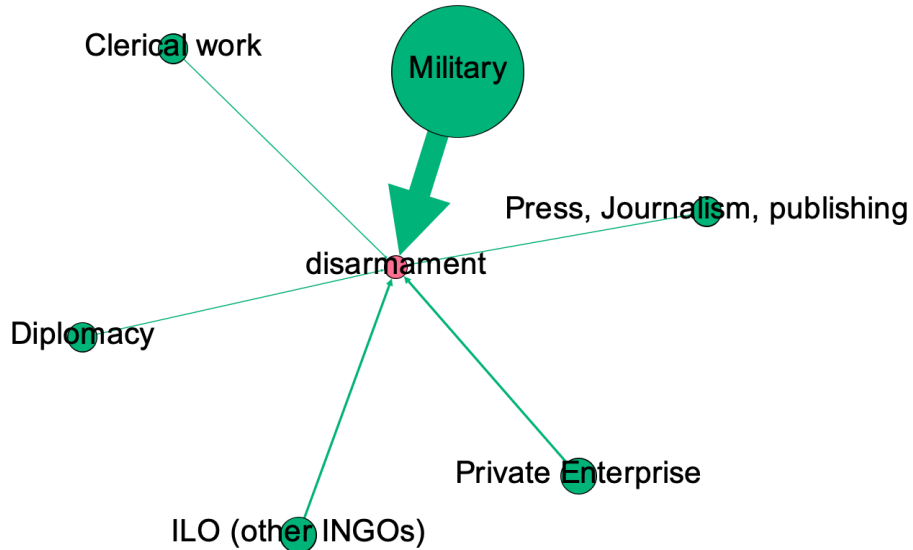 Clerical work
Military
Press, Journalism, publishing
disarmament
Diplomacy
Private Enterprise
ILO (other INGOs)